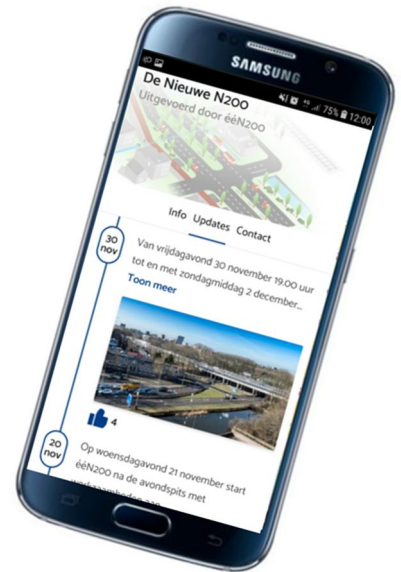 SAMSUNG
75% 12:00
De Nieuwe N200
Uitgevoerd door ééN200
Info Updates Contact
30
nov
Van vrijdagavond 30 november 19.00 uur
tot en met zondagmiddag 2 december...
Toon meer
4
20
nov
Op woensdagavond 21 november start
ééN200 na de avondspits met